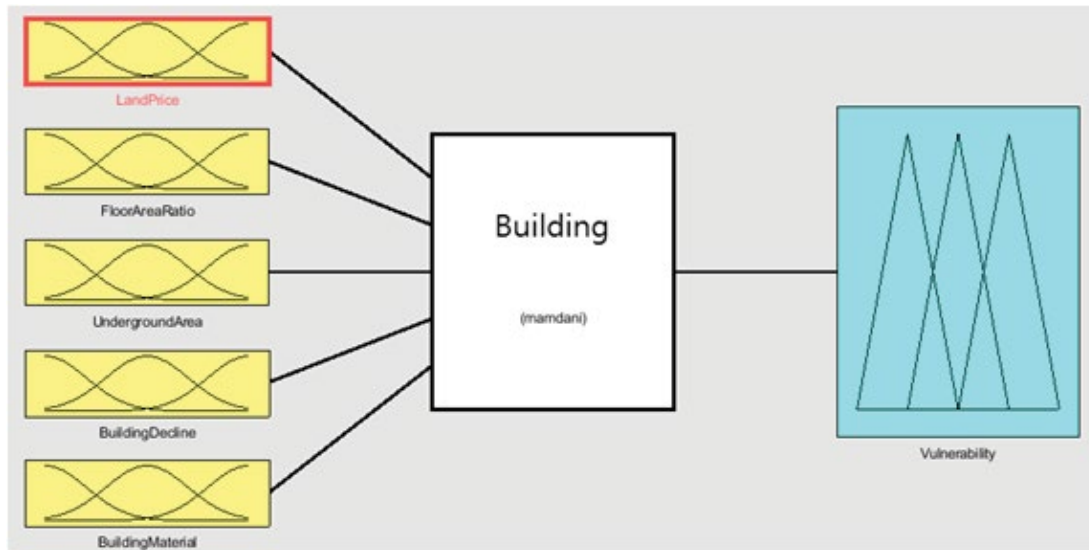 LandPrice
FloorAreaRatio
UndergroundArea
BuildingDecline
BuildingMaterial
Building
(mamdani)
Vulnerability